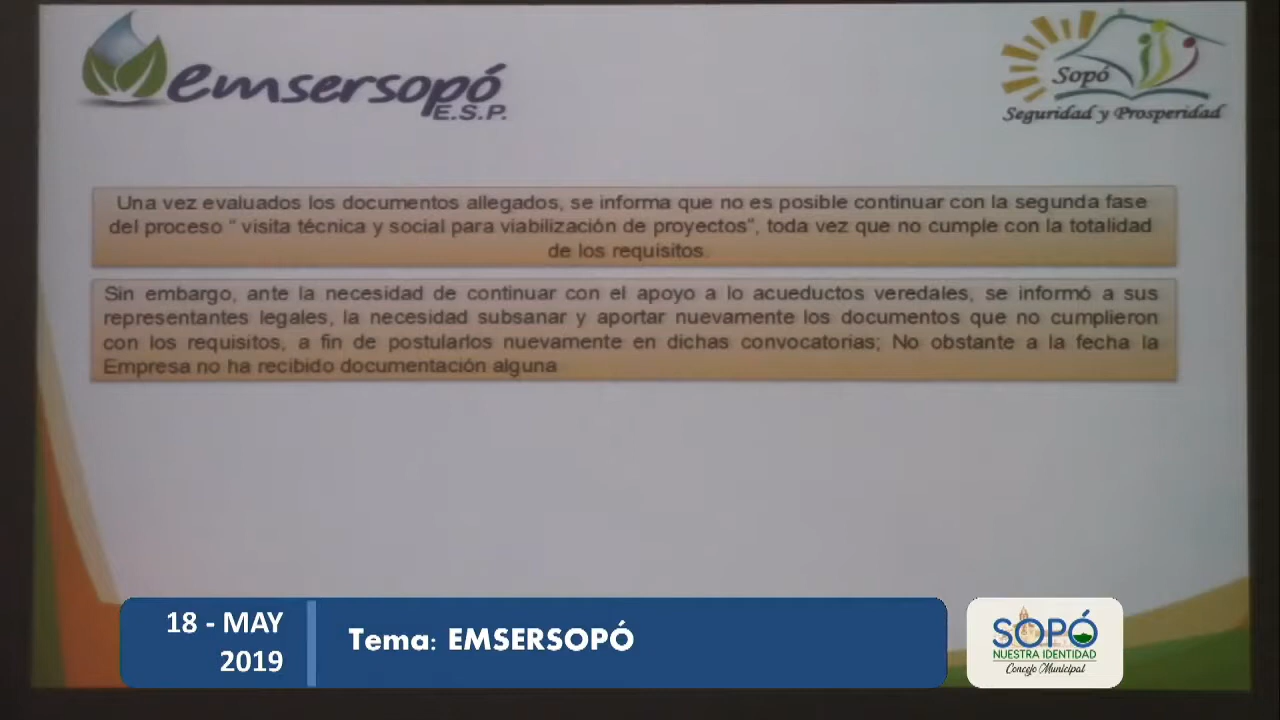 emsersopó
E.S.P.
Sopó
Seguridad y Prosperidad
Una vez evaluados los documentos allegados, se informa que no es posible continuar con la segunda fase
del proceso “ visita técnica y social para viabilización de proyectos”, toda vez que no cumple con la totalidad
de los requisitos.
Sin embargo, ante la necesidad de continuar con el apoyo a lo acueductos veredales, se informó a sus
representantes legales, la necesidad subsanar y aportar nuevamente los documentos que no cumplieron
con los requisitos, a fin de postularlos nuevamente en dichas convocatorias; No obstante a la fecha la
Empresa no ha recibido documentación alguna
18 - MAY
2019
Tema: EMSERSOPÓ
SOPÓ
NUESTRA IDENTIDAD
Concejo Municipal